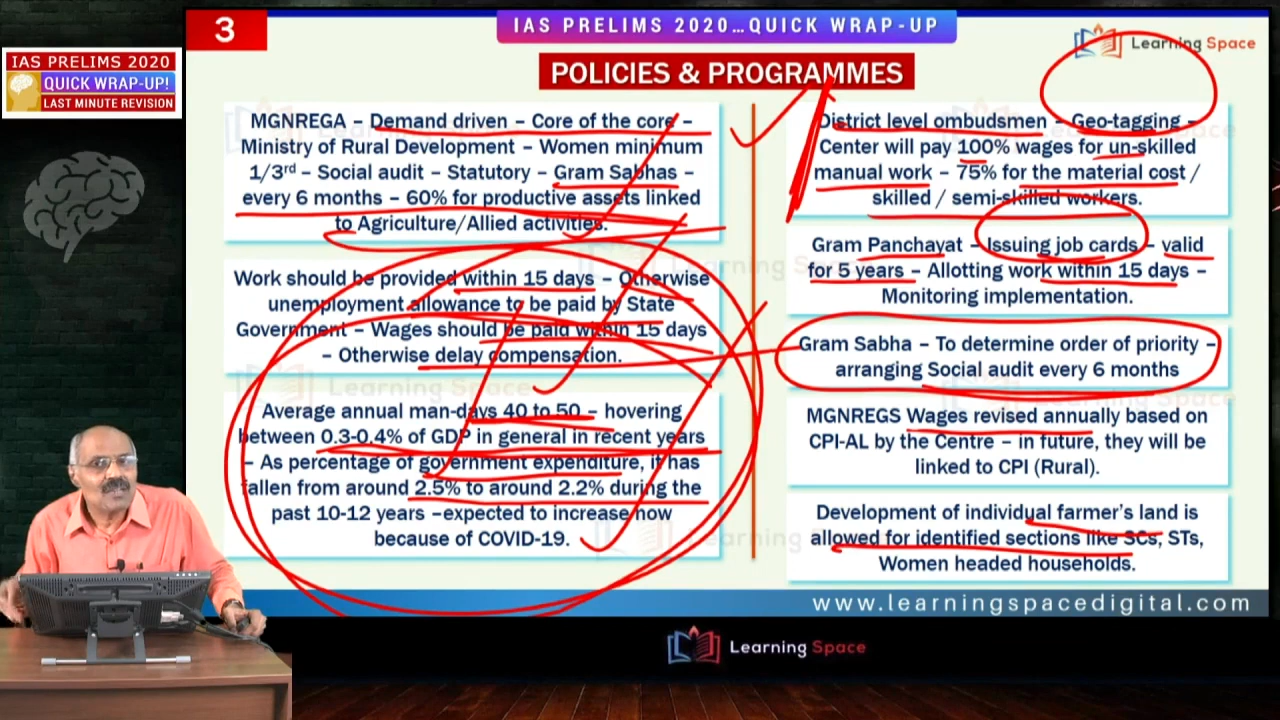 3
IAS PRELIMS 2020...QUICK WRAP-UP
Learning Space
IAS PRELIMS 2020
QUICK WRAP-UP!
LAST MINUTE REVISION
POLICIES & PROGRAMMES
MGNREGA – Demand driven – Core of the core –
Ministry of Rural Development – Women minimum
1/3rd – Social audit – Statutory – Gram Sabhas –
every 6 months – 60% for productive assets linked
to Agriculture/Allied activities.
Work should be provided within 15 days – Otherwise
unemployment allowance to be paid by State
Government – Wages should be paid within 15 days
– Otherwise delay compensation.
Average annual man-days 40 to 50 – hovering
between 0.3-0.4% of GDP in general in recent years
– As percentage of government expenditure, it has
fallen from around 2.5% to around 2.2% during the
past 10-12 years –expected to increase now
because of COVID-19.
District level ombudsmen – Geo-tagging –
Center will pay 100% wages for un-skilled
manual work – 75% for the material cost /
skilled / semi-skilled workers.
Gram Panchayat – Issuing job cards – valid
for 5 years – Allotting work within 15 days –
Monitoring implementation.
Gram Sabha – To determine order of priority –
arranging Social audit every 6 months
MGNREGS Wages revised annually based on
CPI-AL by the Centre – in future, they will be
linked to CPI (Rural).
Development of individual farmer's land is
allowed for identified sections like SCs, STs,
Women headed households.
www.learningspacedigital.com
Learning Space